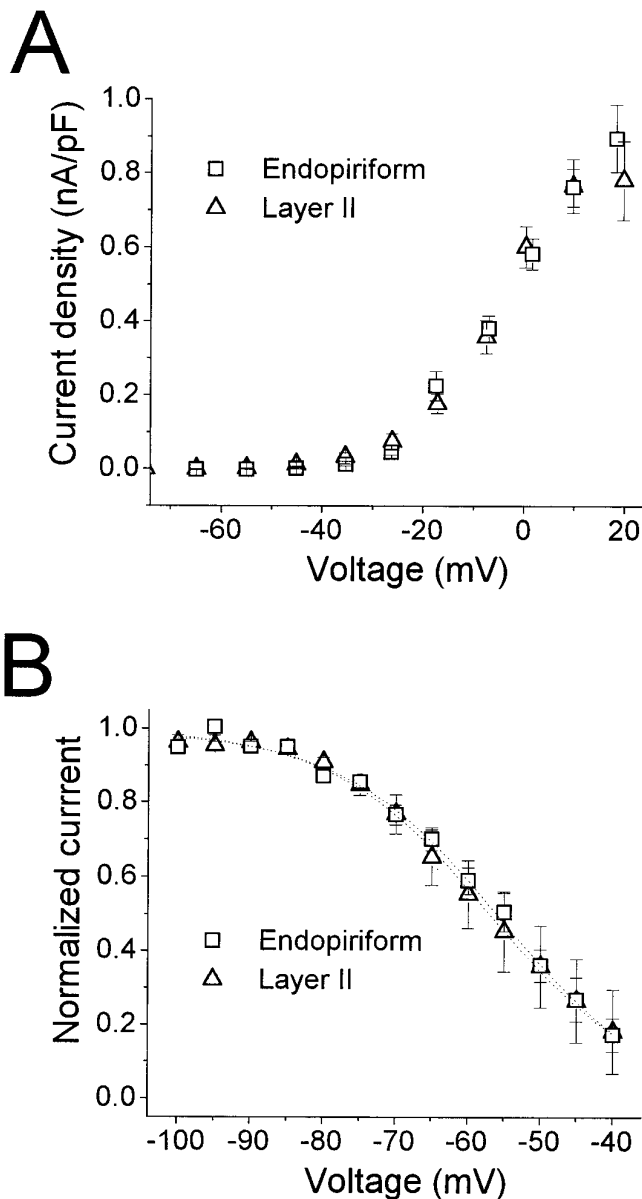 A
Current density (nA/pF)
1.0
0.8
0.6
0.4
0.2
0.0
Endopiriform
Layer II
-60 -40 -20 0 20
Voltage (mV)
B
Normalized currrent
1.0
0.8
0.6
0.4
0.2
0.0
Endopiriform
Layer II
-100 -90 -80 -70 -60 -50 -40
Voltage (mV)